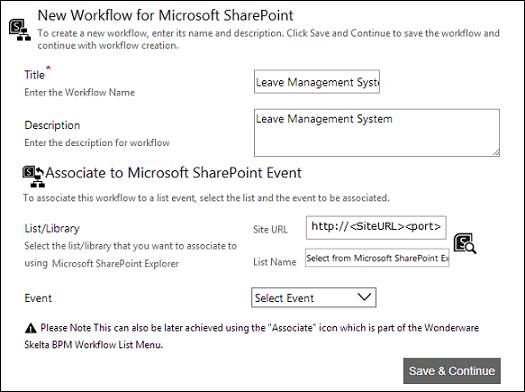 New Workflow for Microsoft SharePoint
To create a new workflow, enter its name and description. Click Save and Continue to save the workflow and
continue with workflow creation.
Title*
Leave Management Syst
Enter the Workflow Name
Description
Leave Management System
Enter the description for workflow
Associate to Microsoft SharePoint Event
To associate this workflow to a list event, select the list and the event to be associated.
List/Library
Site URL
http://<SiteURL><port>
Select the list/library that you want to associate to
using Microsoft SharePoint Explorer
List Name
Select from Microsoft SharePoint Ex
Event
Select Event
Please Note This can also be later achieved using the "Associate" icon which is part of the Wonderware
Skelta BPM Workflow List Menu.
Save & Continue